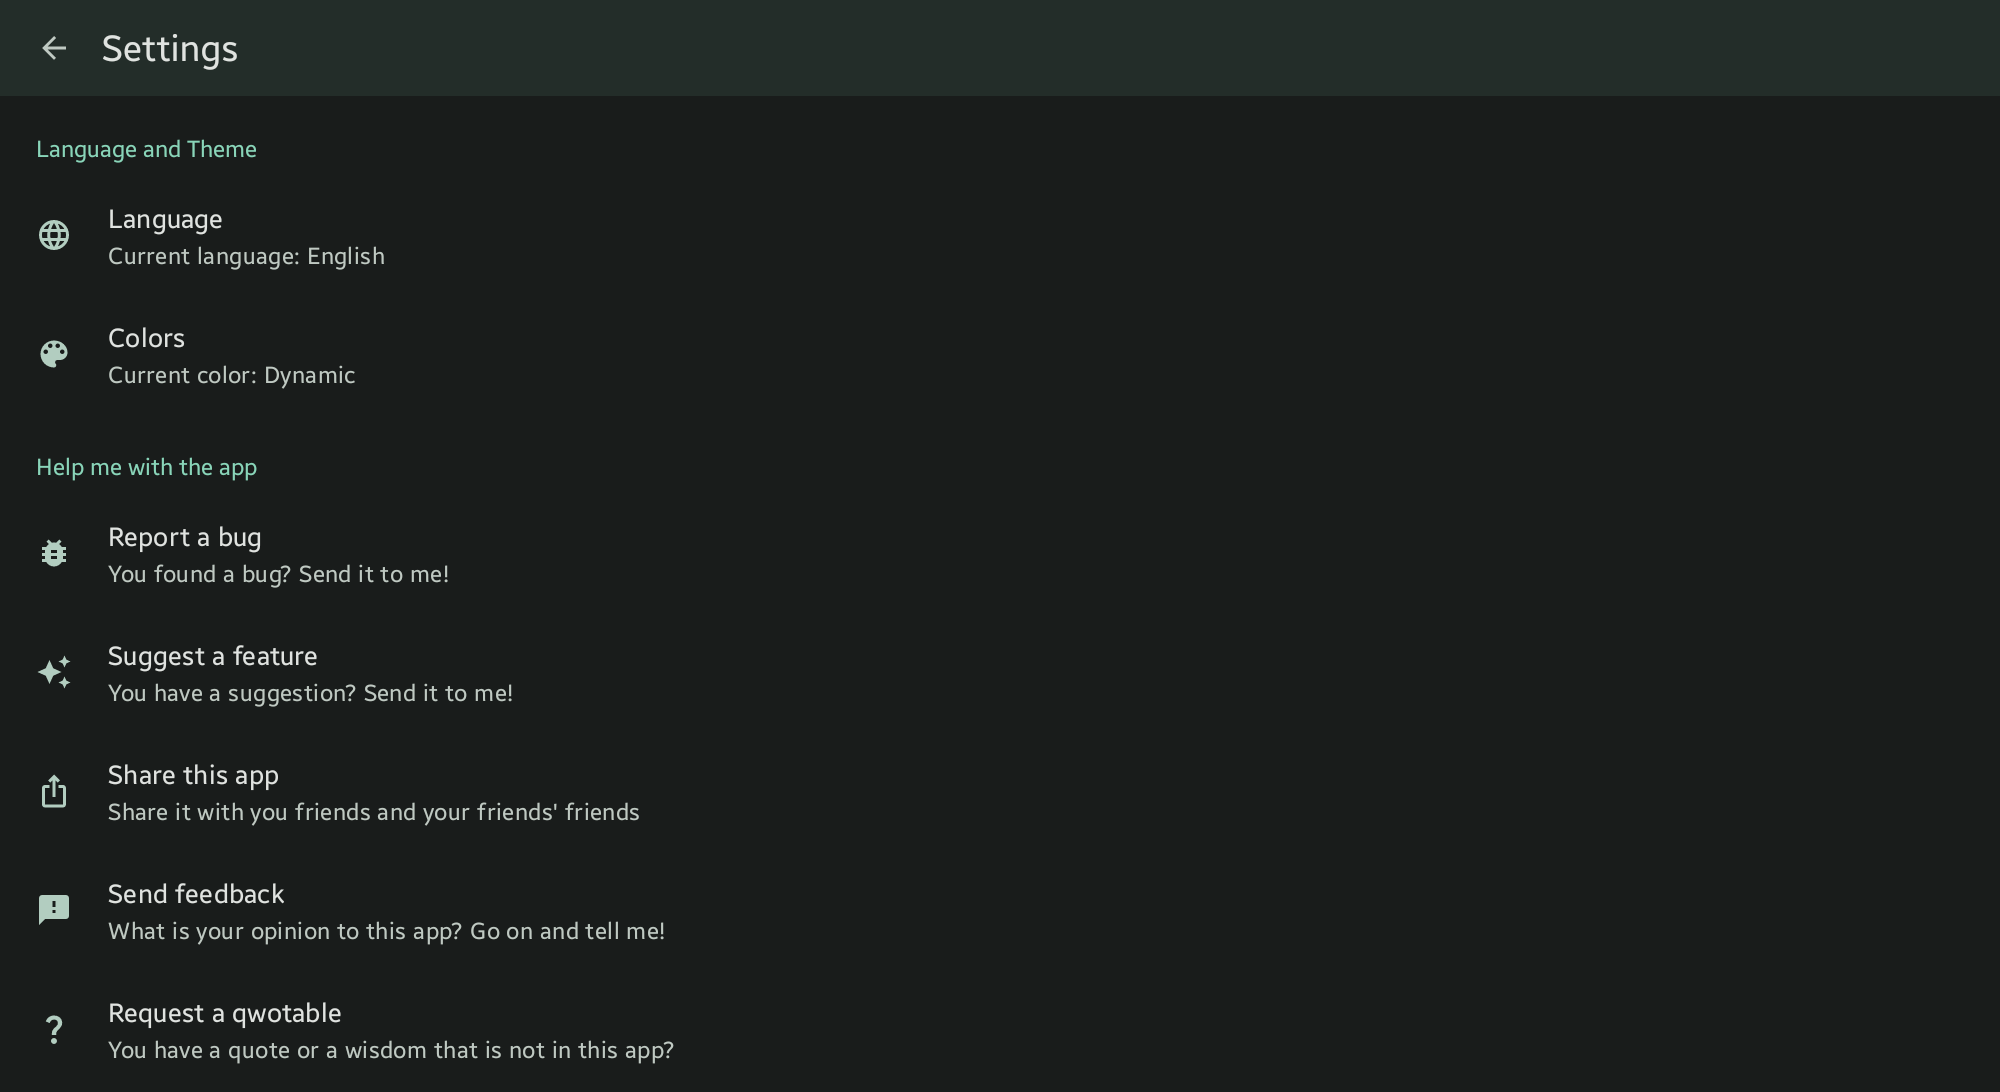 Settings
Language and Theme
Language
Current language: English
Colors
Current color: Dynamic
Help me with the app
Report a bug
You found a bug? Send it to me!
Suggest a feature
You have a suggestion? Send it to me!
Share this app
Share it with you friends and your friends' friends
Send feedback
What is your opinion to this app? Go on and tell me!
Request a qwotable
You have a quote or a wisdom that is not in this app?